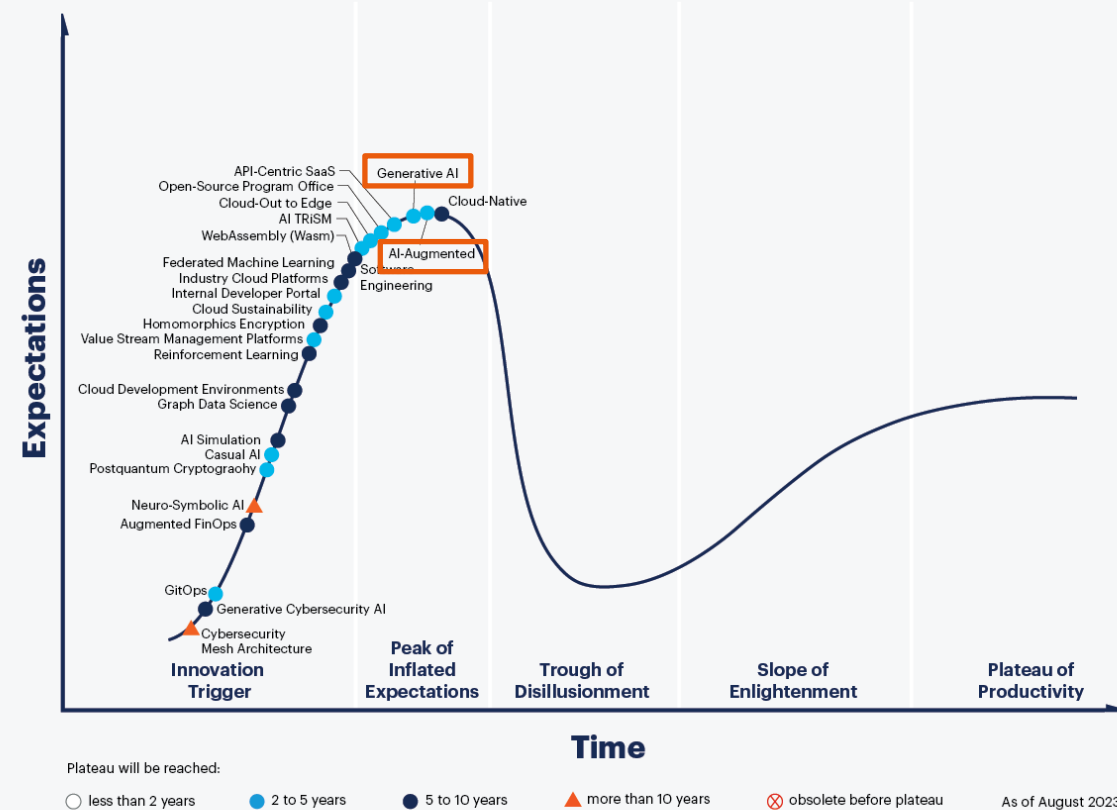 Expectations
API-Centric SaaS
Generative AI
Open-Source Program Office
Cloud-Out to Edge
Cloud-Native
AI TRiSM
WebAssembly (Wasm)
AI-Augmented
Software
Engineering
Federated Machine Learning
Industry Cloud Platforms
Internal Developer Portal
Cloud Sustainability
Homomorphics Encryption
Value Stream Management Platforms
Reinforcement Learning
Cloud Development Environments
Graph Data Science
AI Simulation
Casual AI
Postquantum Cryptograohy
Neuro-Symbolic AI
Augmented FinOps
GitOps
Generative Cybersecurity AI
Cybersecurity
Mesh Architecture
Innovation
Trigger
Peak of
Inflated
Expectations
Trough of
Disillusionment
Slope of
Enlightenment
Plateau of
Productivity
Time
Plateau will be reached:
less than 2 years
2 to 5 years
5 to 10 years
more than 10 years
obsolete before plateau
As of August 2023